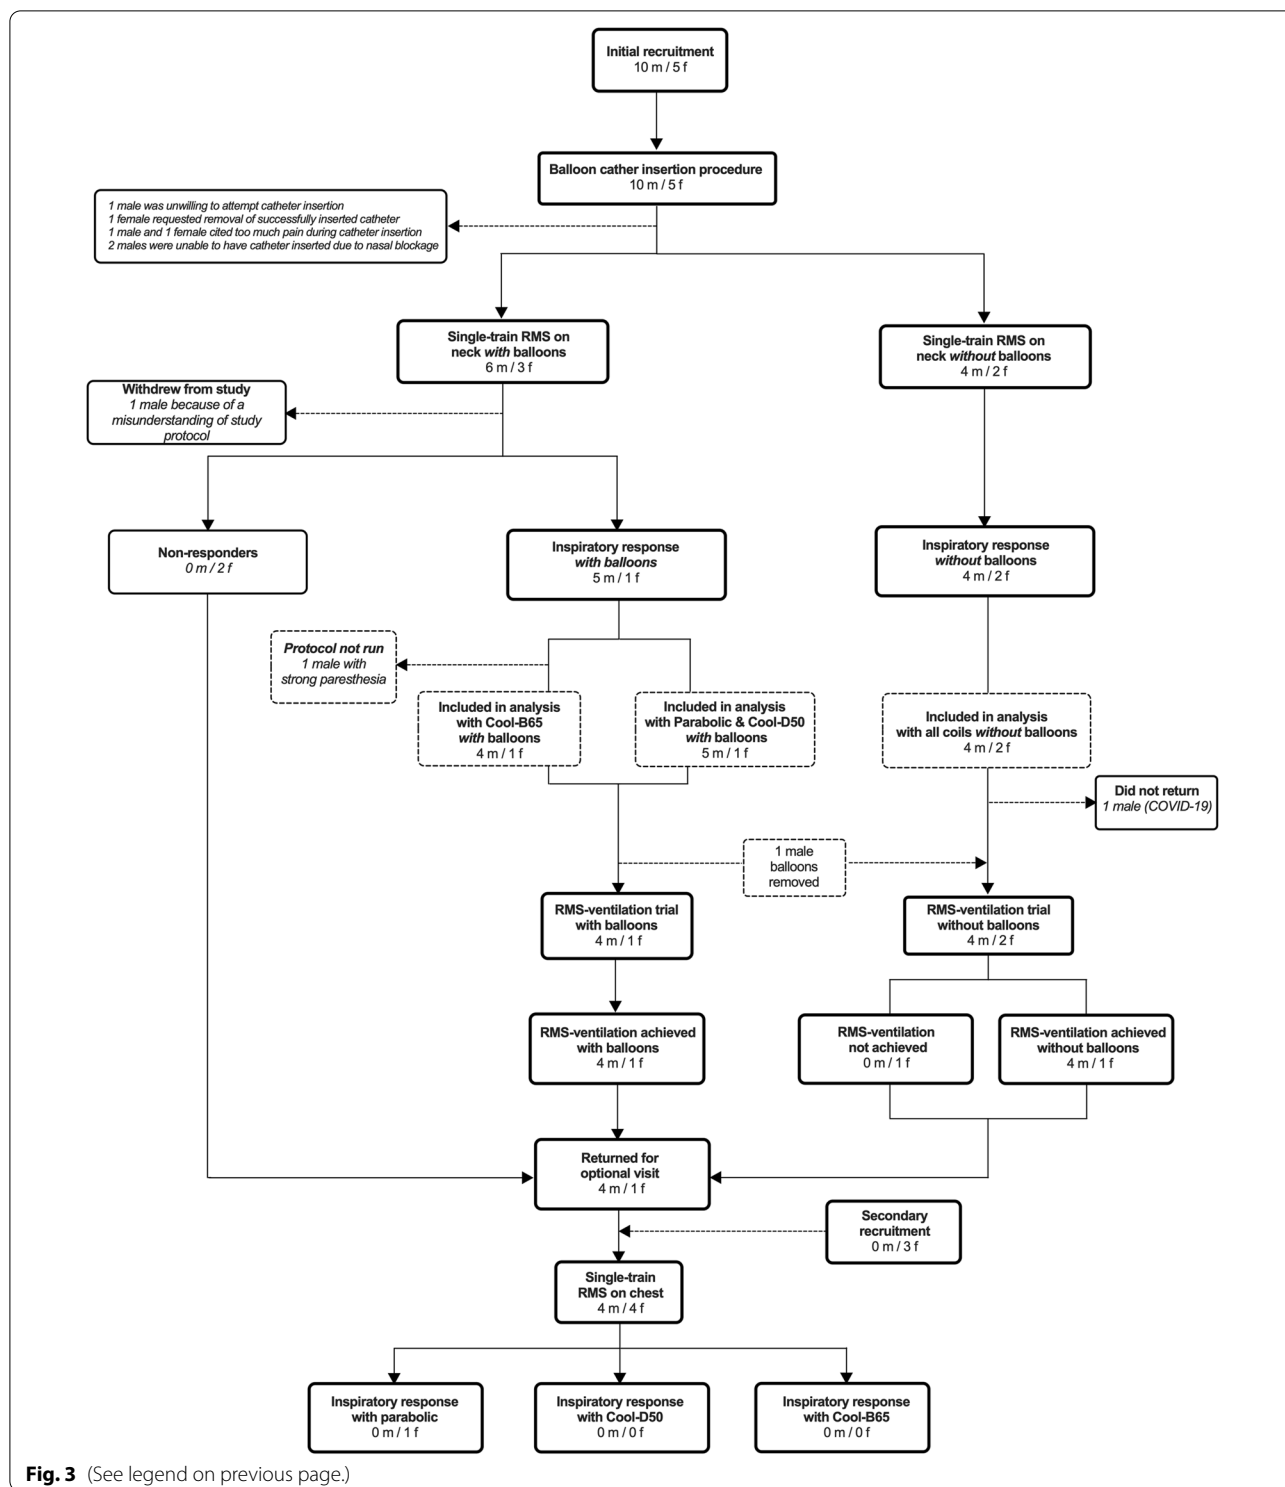 Initial recruitment
10 m / 5 f
Balloon cather insertion procedure
10 m / 5 f
1 male was unwilling to attempt catheter insertion
1 female requested removal of successfully inserted catheter
1 male and 1 female cited too much pain during catheter insertion
2 males were unable to have catheter inserted due to nasal blockage
Single-train RMS on
neck with balloons
6 m / 3 f
Single-train RMS on
neck without balloons
4 m / 2 f
Withdrew from study
1 male because of a
misunderstanding of study
protocol
Non-responders
0 m / 2 f
Inspiratory response
with balloons
5 m / 1 f
Inspiratory response
without balloons
4 m / 2 f
Protocol not run
1 male with
strong paresthesia
Included in analysis
with Cool-B65
with balloons
4 m / 1 f
Included in analysis
with Parabolic & Cool-D50
with balloons
5 m / 1 f
Included in analysis
with all coils without balloons
4 m / 2 f
Did not return
1 male (COVID-19)
1 male
balloons
removed
RMS-ventilation trial
with balloons
4 m / 1 f
RMS-ventilation trial
without balloons
4 m / 2 f
RMS-ventilation achieved
with balloons
4 m / 1 f
RMS-ventilation
not achieved
0 m / 1 f
RMS-ventilation achieved
without balloons
4 m / 1 f
Returned for
optional visit
4 m / 1 f
Secondary
recruitment
0 m / 3 f
Single-train
RMS on chest
4 m / 4 f
Inspiratory response
with parabolic
0 m / 1 f
Inspiratory response
with Cool-D50
0 m / 0 f
Inspiratory response
with Cool-B65
0 m / 0 f
Fig. 3 (See legend on previous page.)